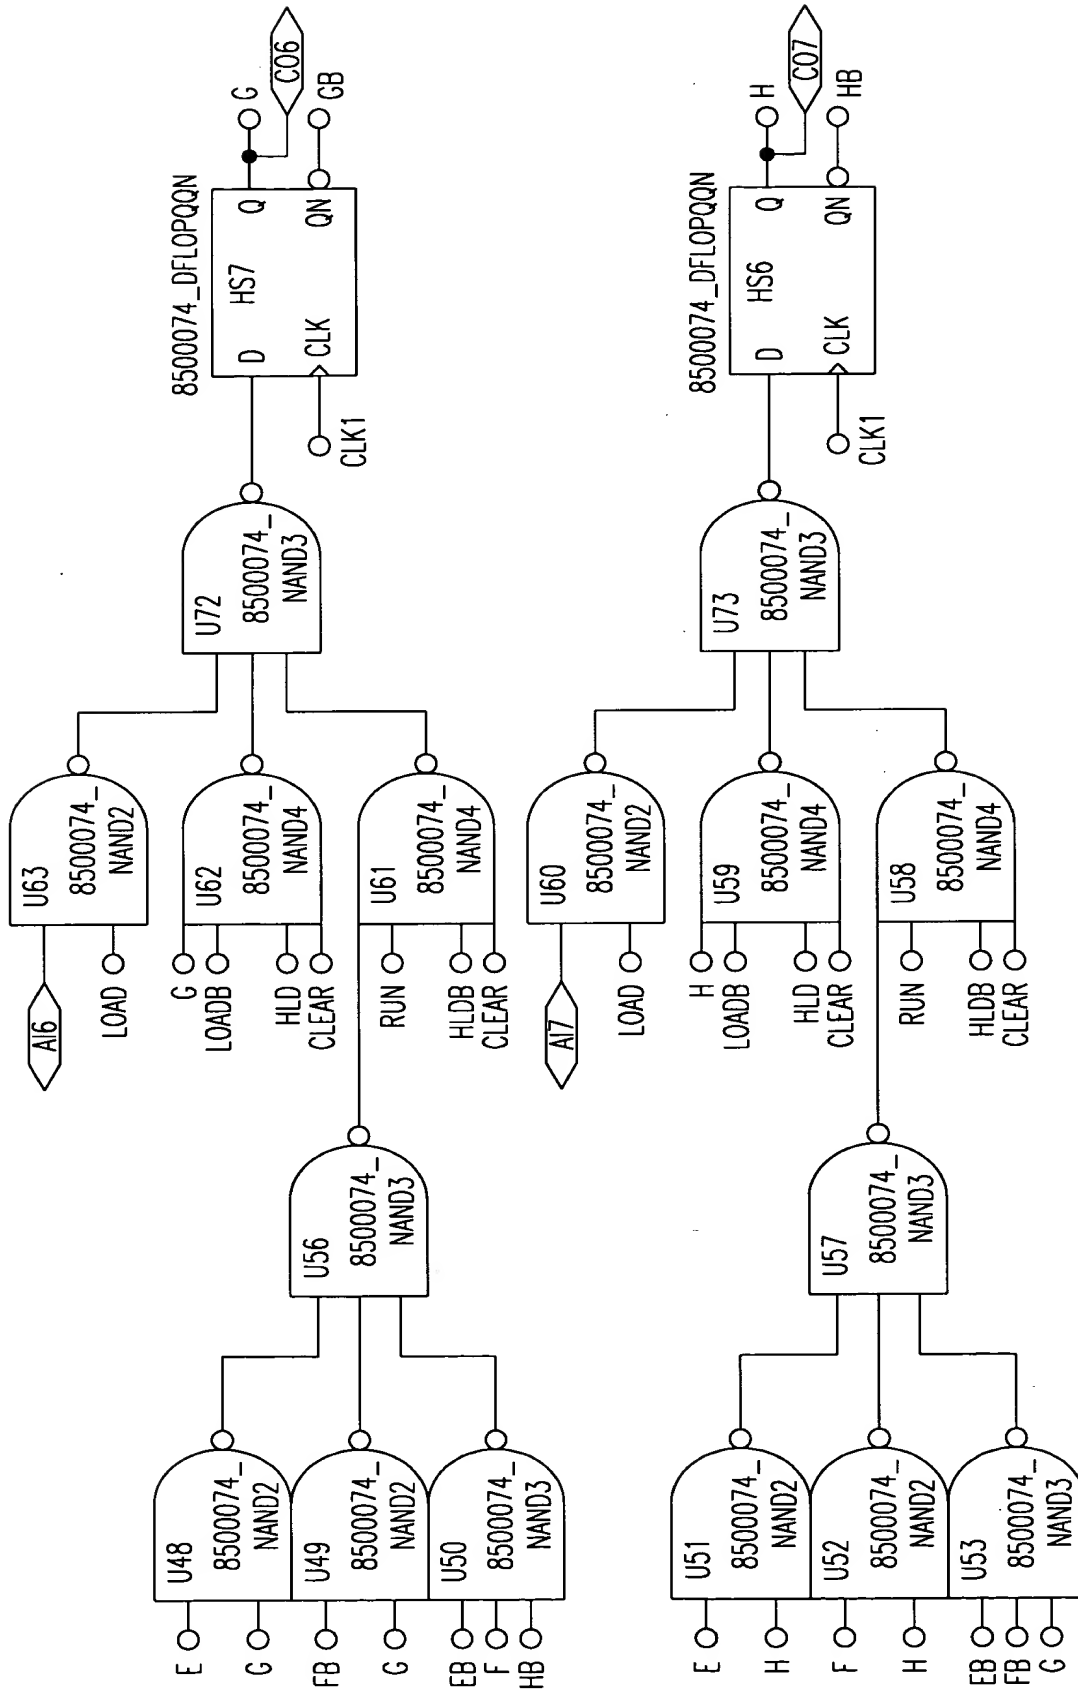 E
G
FB
G
EB
F
HB
U48
8500074_
NAND2
U49
8500074_
NAND2
U50
8500074_
NAND3
U56
8500074_
NAND3
AI6
LOAD
G
LOADB
HLD
CLEAR
RUN
HLDB
CLEAR
U63
8500074_
NAND2
U62
8500074_
NAND4
U61
8500074_
NAND4
U72
8500074_
NAND3
CLK1
8500074_DFLOPQQN
D
HS7
Q
CLK
QN
G
CO6
GB
E
H
F
H
EB
FB
G
U51
8500074_
NAND2
U52
8500074_
NAND2
U53
8500074_
NAND3
U57
8500074_
NAND3
AI7
LOAD
H
LOADB
HLD
CLEAR
RUN
HLDB
CLEAR
U60
8500074_
NAND2
U59
8500074_
NAND4
U58
8500074_
NAND4
U73
8500074_
NAND3
CLK1
8500074_DFLOPQQN
D
HS6
Q
CLK
QN
H
CO7
HB